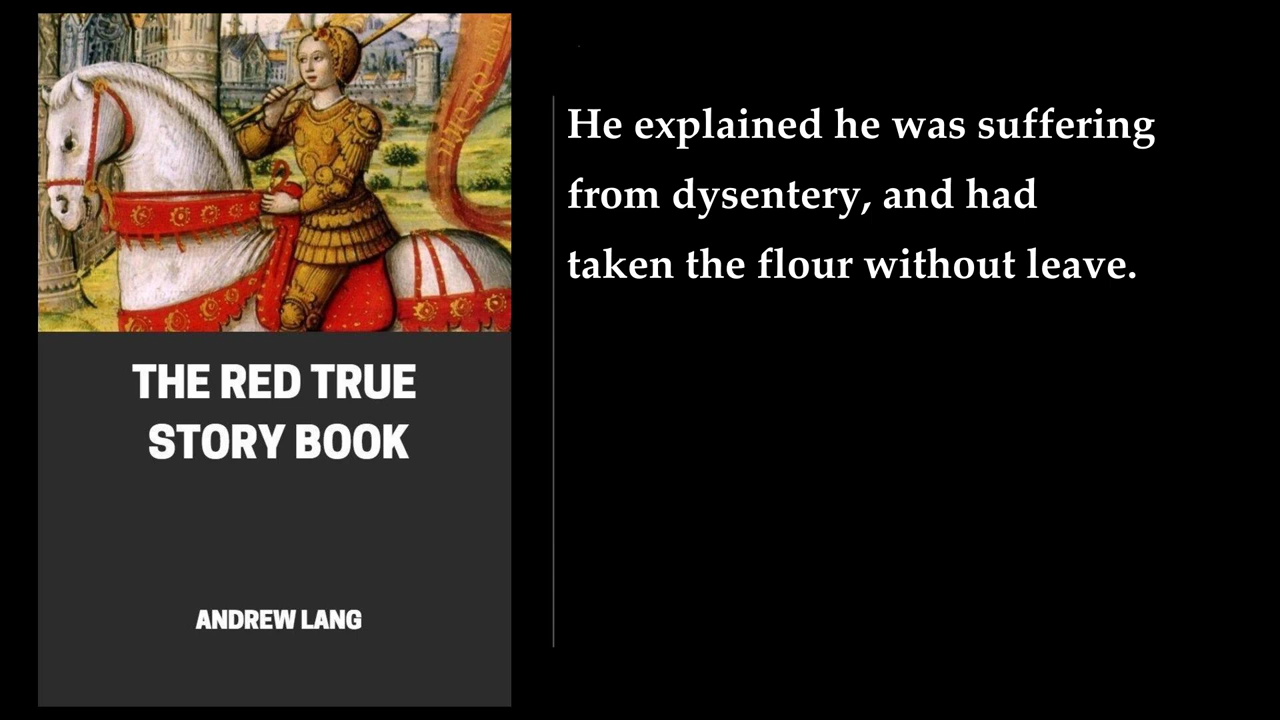 THE RED TRUE
STORY BOOK
ANDREW LANG
He explained he was suffering
from dysentery, and had
taken the flour without leave.